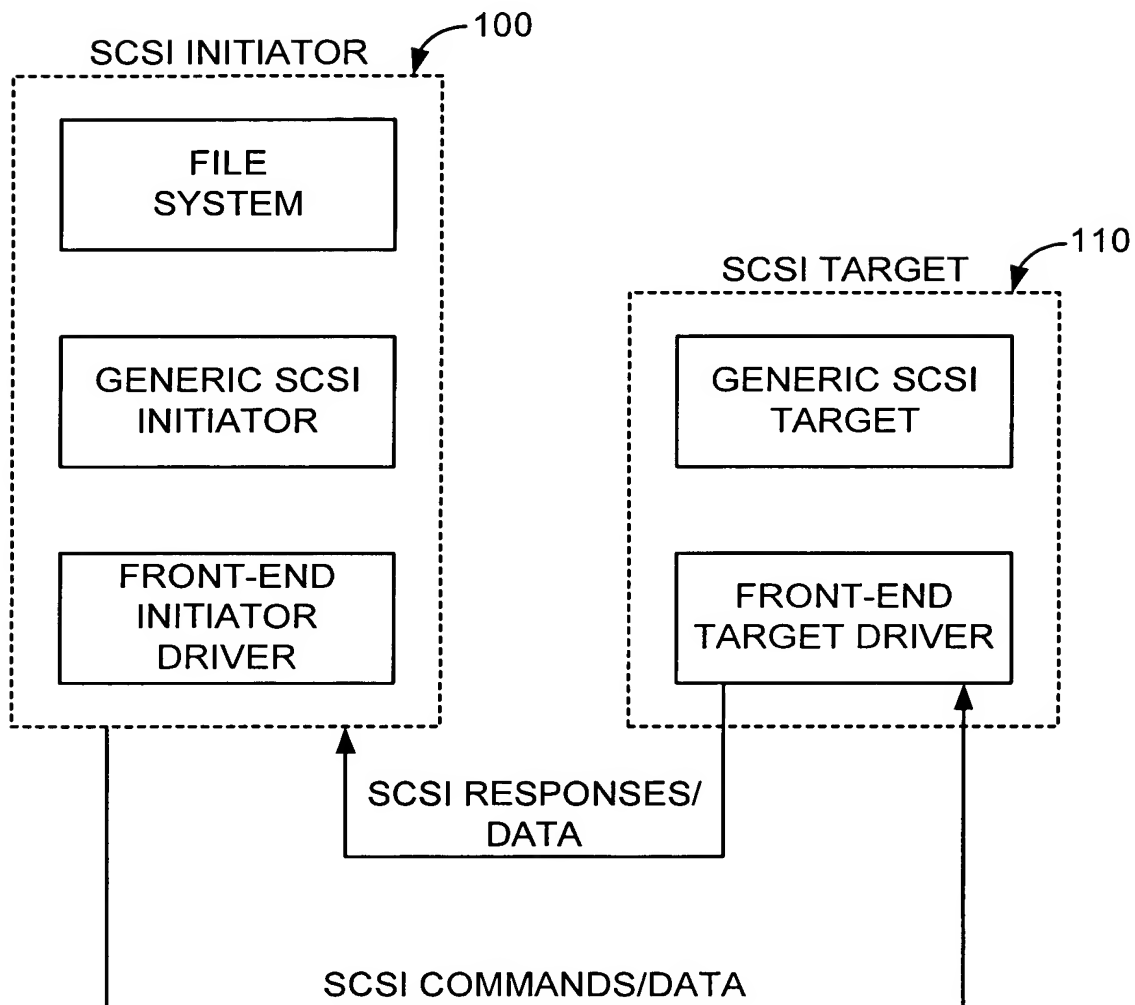 100
SCSI INITIATOR
FILE
SYSTEM
GENERIC SCSI
INITIATOR
FRONT-END
INITIATOR
DRIVER
110
SCSI TARGET
GENERIC SCSI
TARGET
FRONT-END
TARGET DRIVER
SCSI RESPONSES/
DATA
SCSI COMMANDS/DATA